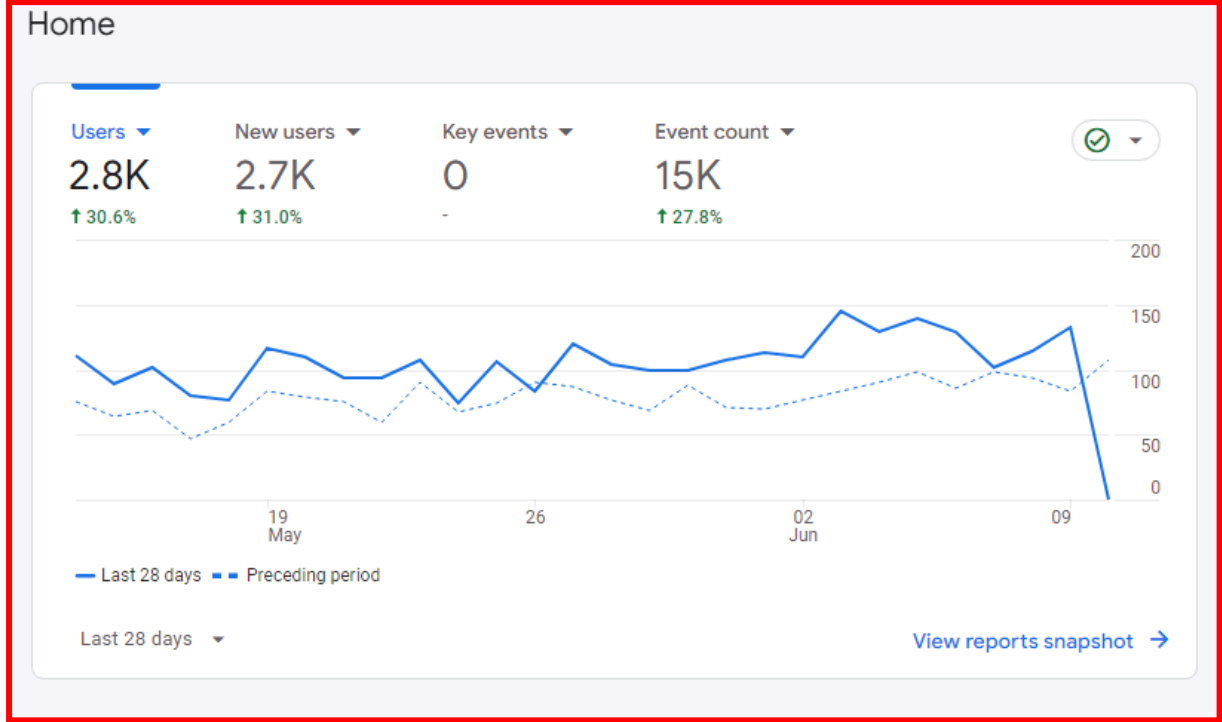 Home
Users New users Key events Event count
2.8K 2.7K 0 15K
↑ 30.6% ↑ 31.0% - ↑ 27.8%
200
150
100
50
0
19 26 02 09
May Jun
Last 28 days Preceding period
Last 28 days View reports snapshot →